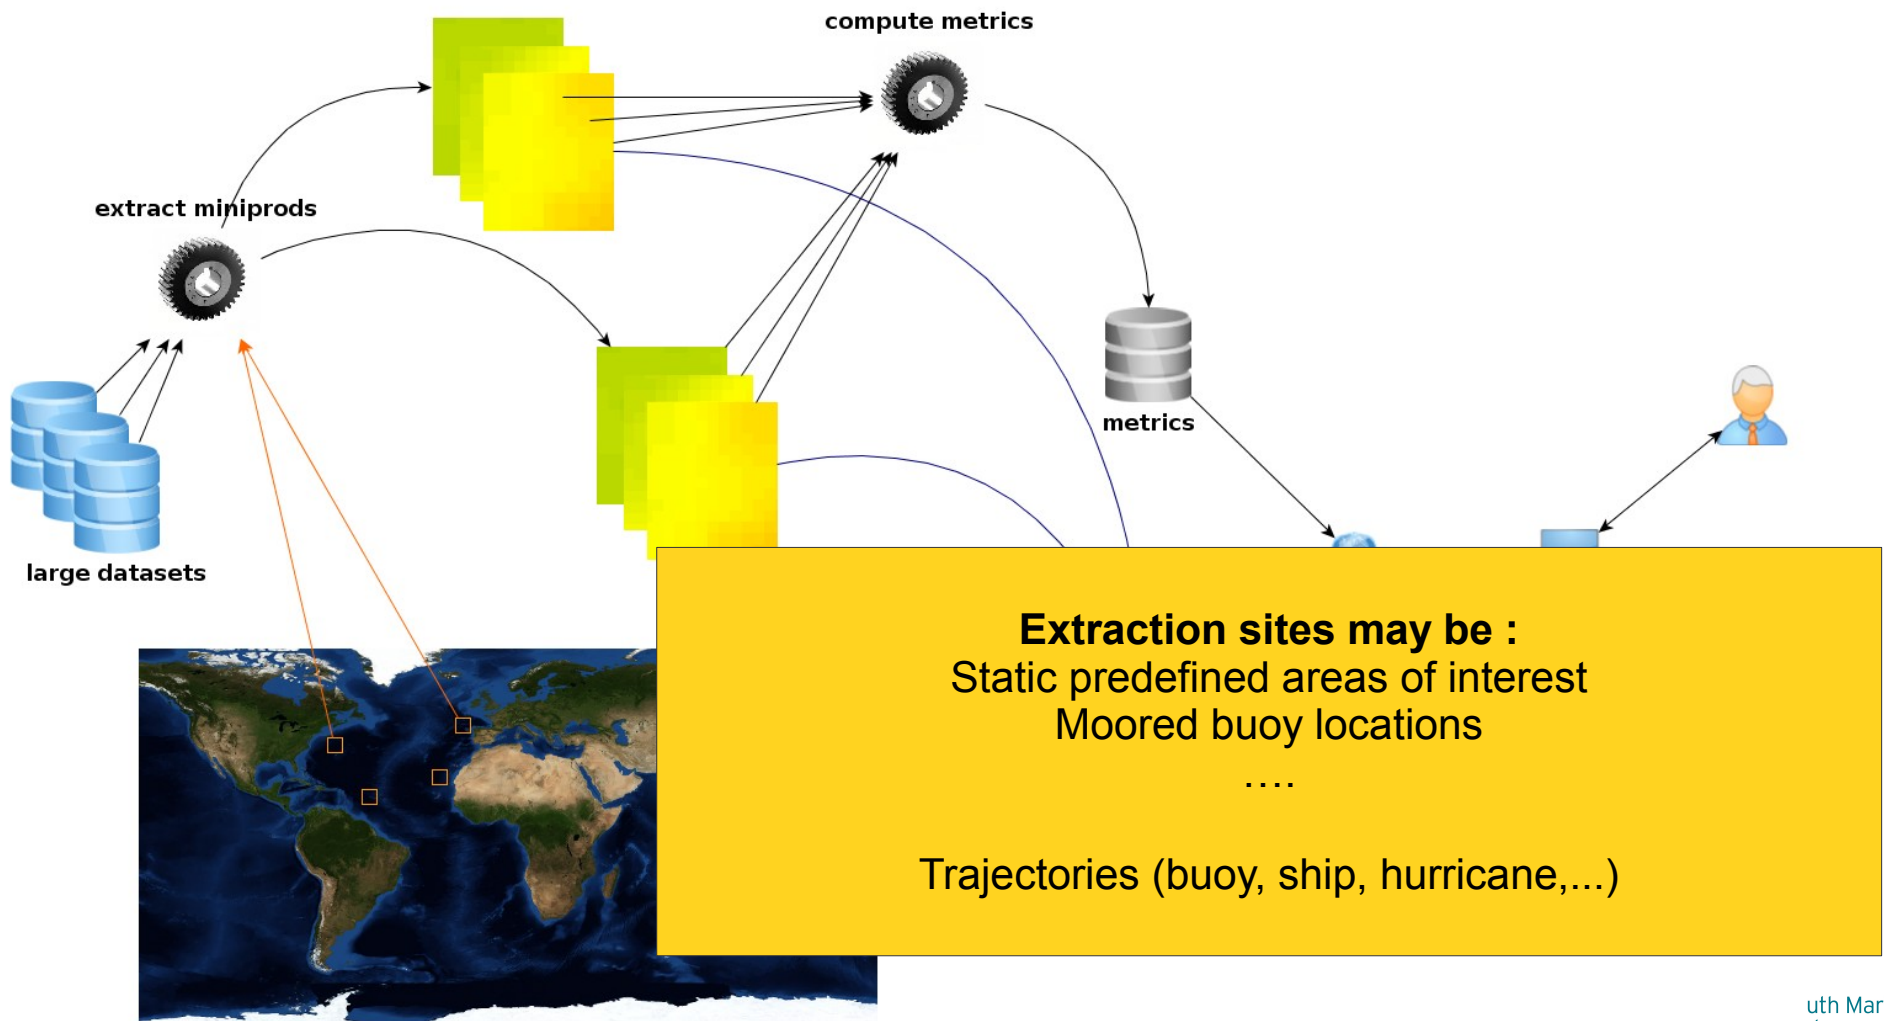 compute metrics
extract miniprods
metrics
large datasets
Extraction sites may be :
Static predefined areas of interest
Moored buoy locations
....
Trajectories (buoy, ship, hurricane,...)
uth Mar